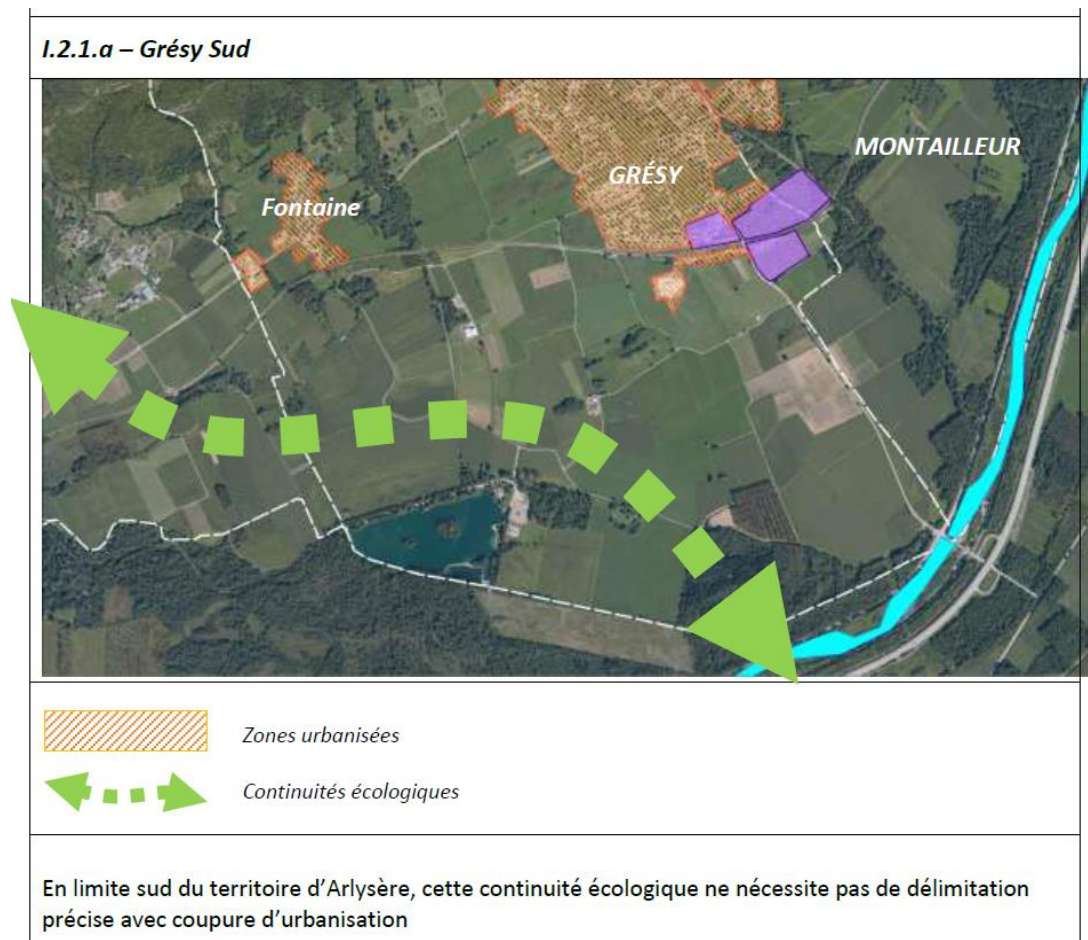 I.2.1.a – Grésy Sud
MONTAILLEUR
GRÉSY
Fontaine
Zones urbanisées
Continuités écologiques
En limite sud du territoire d’Arlysère, cette continuité écologique ne nécessite pas de délimitation
précise avec coupure d’urbanisation